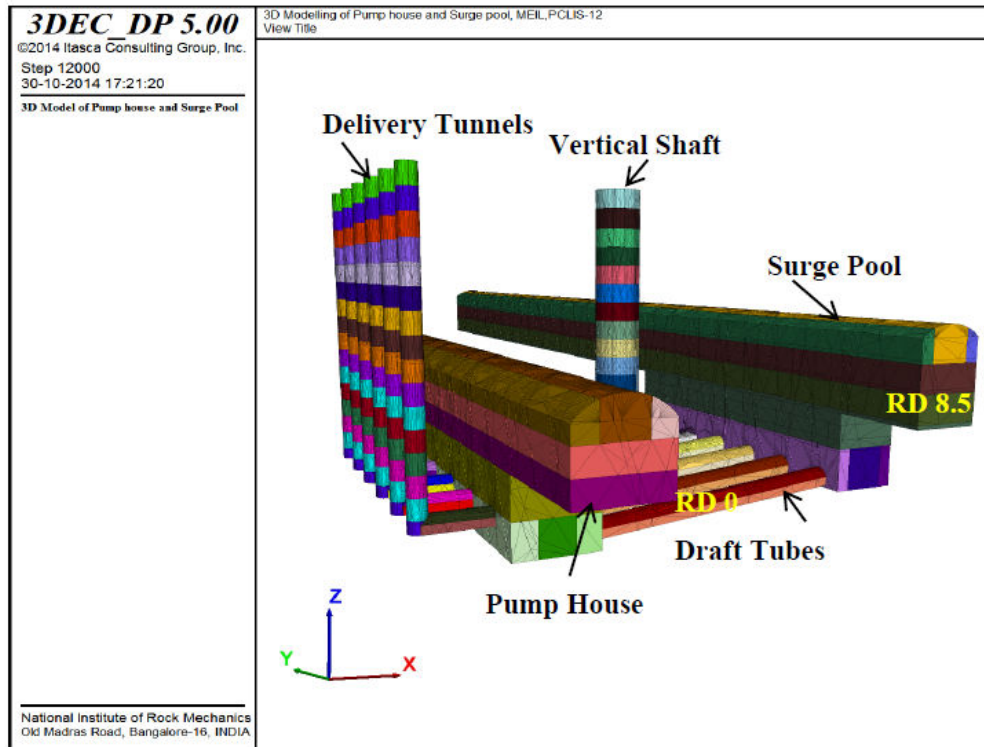 3DEC_DP 5.00
©2014 Itasca Consulting Group, Inc.
Step 12000
30-10-2014 17:21:20
3D Model of Pump house and Surge Pool
3D Modelling of Pump house and Surge pool, MEIL,PCLIS-12
View Title
Delivery Tunnels
Vertical Shaft
Surge Pool
RD 8.5
RD 0
Draft Tubes
Pump House
Z
Y
X
National Institute of Rock Mechanics
Old Madras Road, Bangalore-16, INDIA